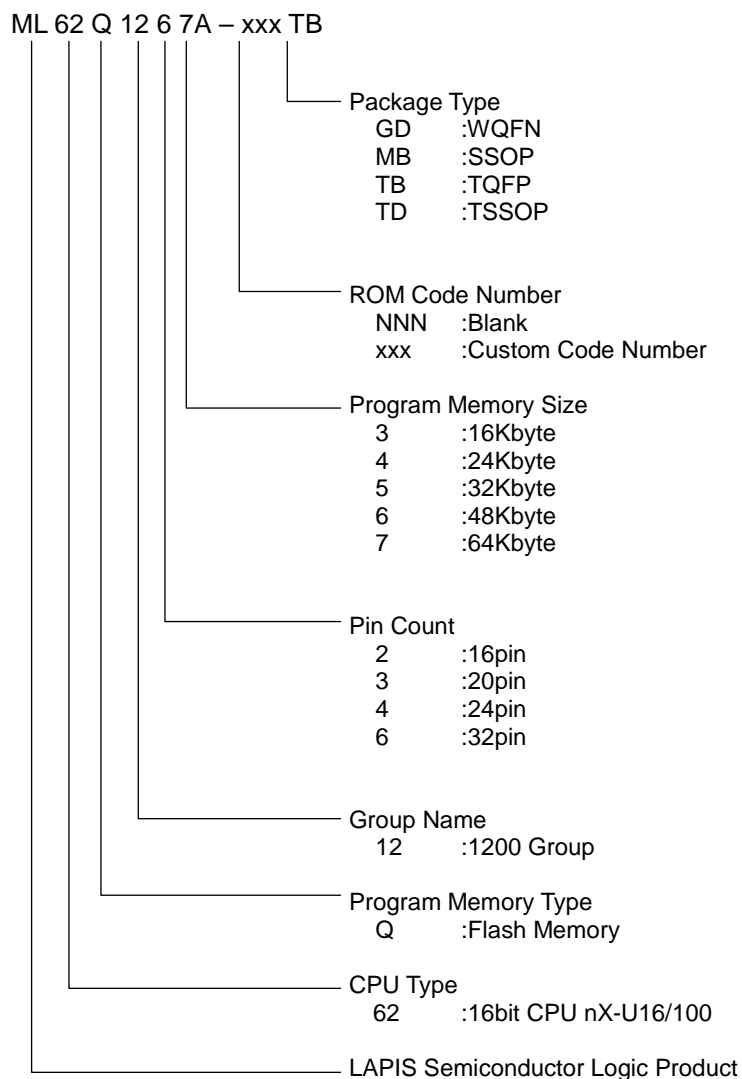 ML 62 Q 12 6 7A – xxx TB
Package Type
GD :WQFN
MB :SSOP
TB :TQFP
TD :TSSOP
ROM Code Number
NNN :Blank
xxx :Custom Code Number
Program Memory Size
3 :16Kbyte
4 :24Kbyte
5 :32Kbyte
6 :48Kbyte
7 :64Kbyte
Pin Count
2 :16pin
3 :20pin
4 :24pin
6 :32pin
Group Name
12 :1200 Group
Program Memory Type
Q :Flash Memory
CPU Type
62 :16bit CPU nX-U16/100
LAPIS Semiconductor Logic Product